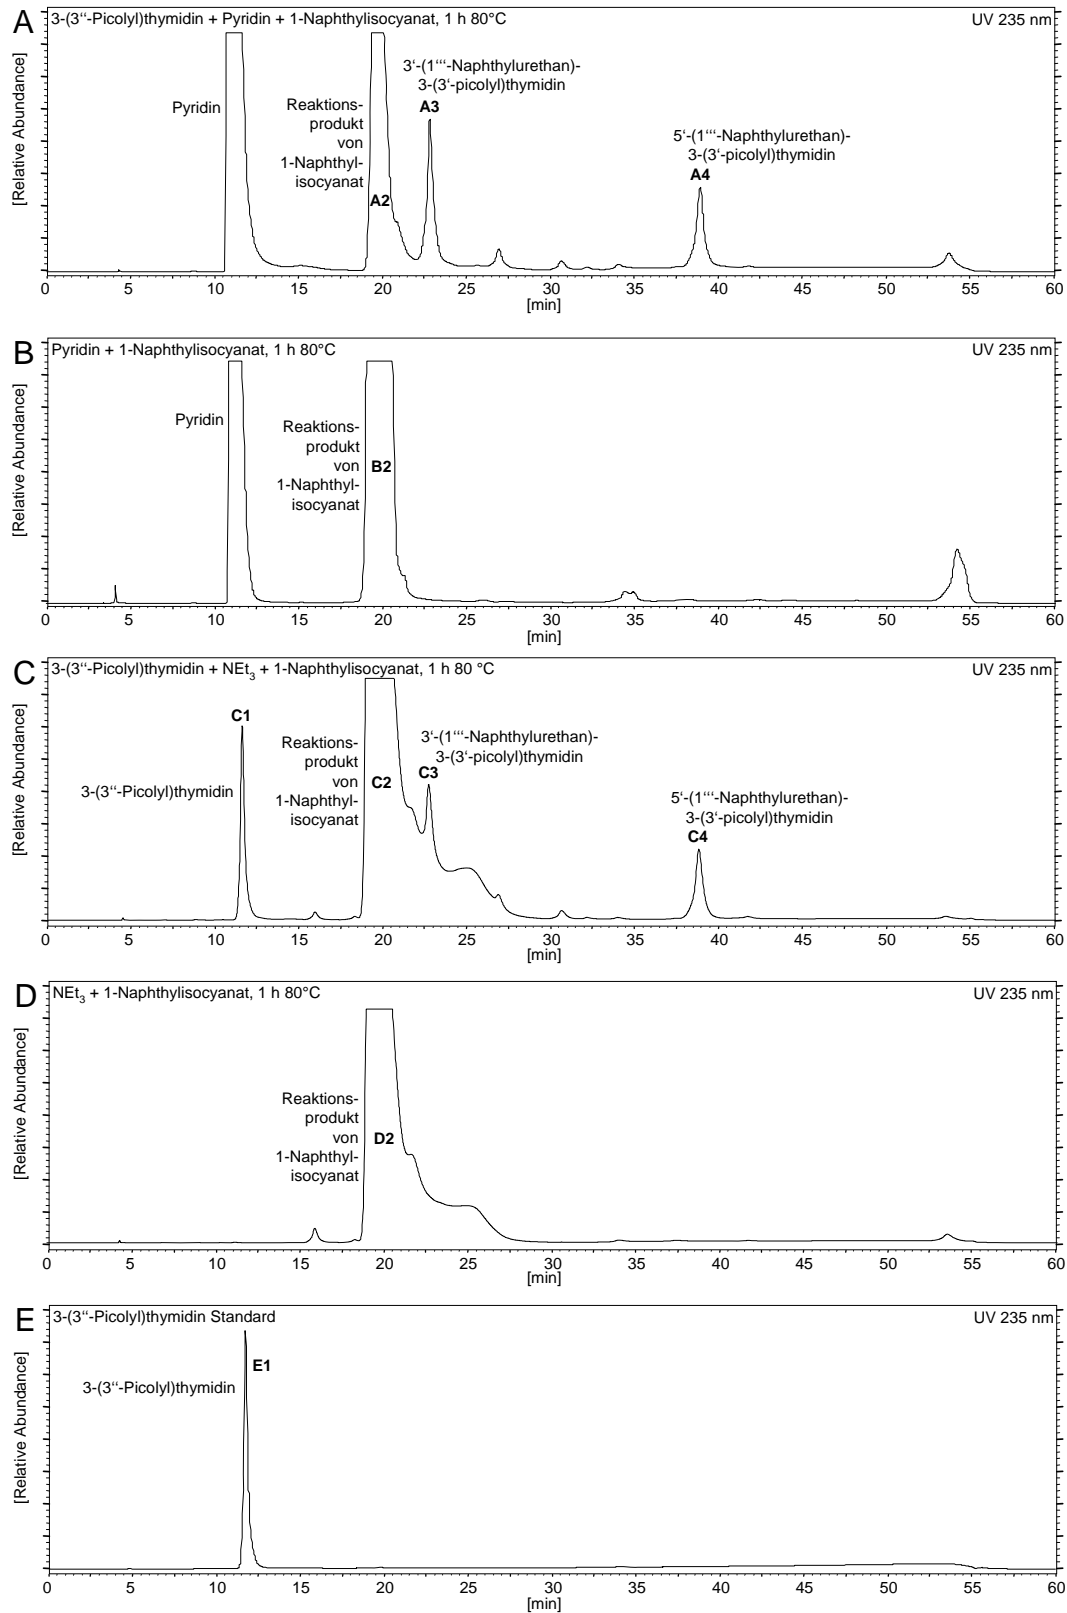 A
3-(3"-Picolyl)thymidin + Pyridin + 1-Naphthylisocyanat, 1 h 80°C
UV 235 nm
[Relative Abundance]
Pyridin
Reaktions-
produkt
von
1-Naphthyl-
isocyanat
A2
3‘-(1“‘-Naphthylurethan)-
3-(3‘-picolyl)thymidin
A3
5‘-(1“‘-Naphthylurethan)-
3-(3‘-picolyl)thymidin
A4
0 5 10 15 20 25 30 35 40 45 50 55 60
[min]
B
Pyridin + 1-Naphthylisocyanat, 1 h 80°C
UV 235 nm
[Relative Abundance]
Pyridin
Reaktions-
produkt
von
1-Naphthyl-
isocyanat
B2
0 5 10 15 20 25 30 35 40 45 50 55 60
[min]
C
3-(3“-Picolyl)thymidin + NEt3 + 1-Naphthylisocyanat, 1 h 80 °C
UV 235 nm
[Relative Abundance]
C1
3-(3“-Picolyl)thymidin
Reaktions-
produkt
von
1-Naphthyl-
isocyanat
C2
3‘-(1“‘-Naphthylurethan)-
3-(3‘-picolyl)thymidin
C3
5‘-(1“‘-Naphthylurethan)-
3-(3‘-picolyl)thymidin
C4
0 5 10 15 20 25 30 35 40 45 50 55 60
[min]
D
NEt3 + 1-Naphthylisocyanat, 1 h 80°C
UV 235 nm
[Relative Abundance]
Reaktions-
produkt
von
1-Naphthyl-
isocyanat
D2
0 5 10 15 20 25 30 35 40 45 50 55 60
[min]
E
3-(3“-Picolyl)thymidin Standard
UV 235 nm
[Relative Abundance]
E1
3-(3“-Picolyl)thymidin
0 5 10 15 20 25 30 35 40 45 50 55 60
[min]